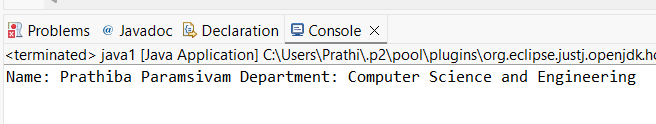 Problems @ Javadoc Declaration Console
<terminated> java1 [Java Application] C:\Users\Prathi\.p2\pool\plugins\org.eclipse.justj.openjdk.ho
Name: Prathiba Paramsivam Department: Computer Science and Engineering